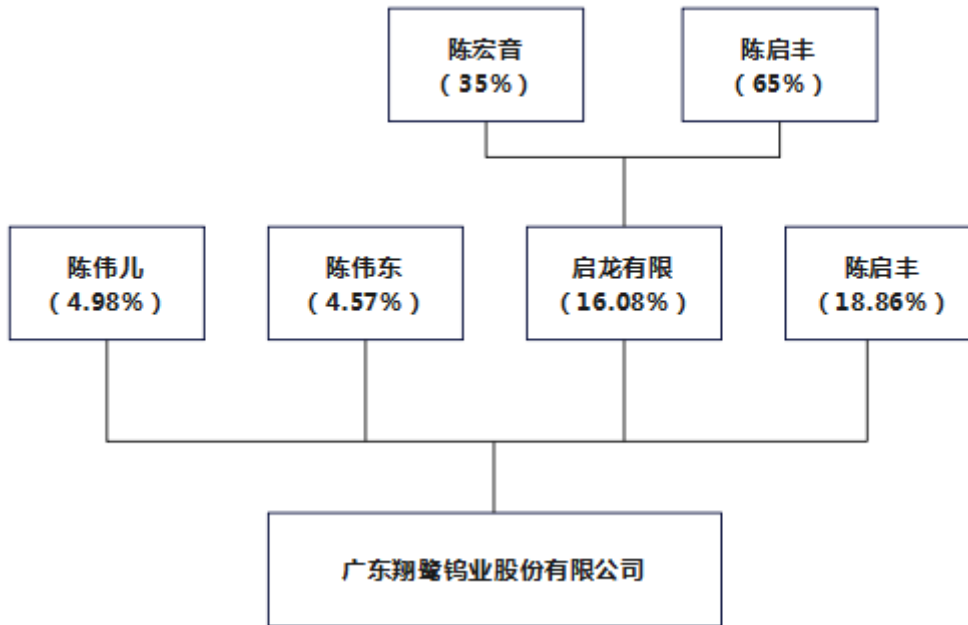 陈宏音
（35%）
陈启丰
（65%）
陈伟儿
（4.98%）
陈伟东
（4.57%）
启龙有限
（16.08%）
陈启丰
（18.86%）
广东翔鹭钨业股份有限公司